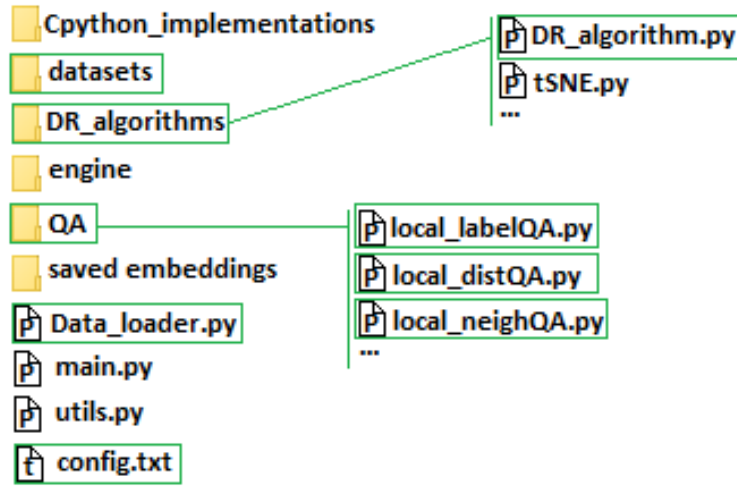 Cpython_implementations
datasets
DR_algorithms
engine
QA
saved embeddings
Data_loader.py
main.py
utils.py
config.txt
DR_algorithm.py
tSNE.py
...
local_labelQA.py
local_distQA.py
local_neighQA.py
...